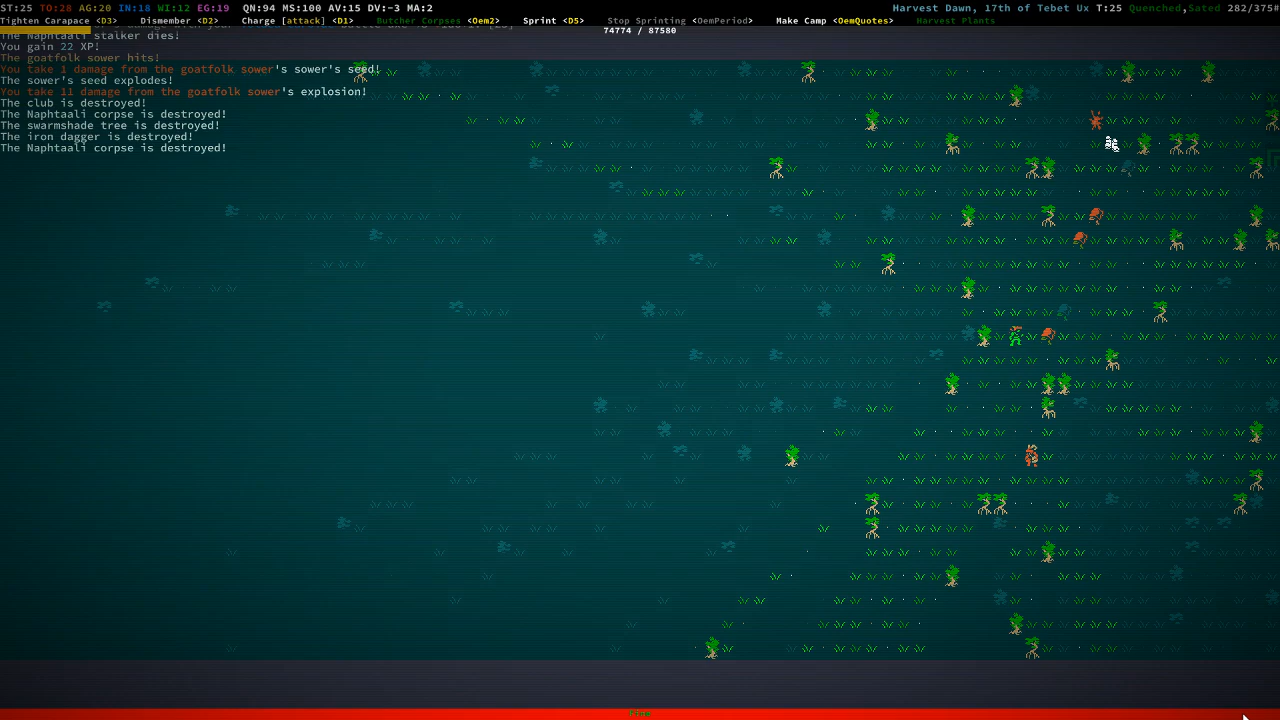 ST:25 TO:28 AG:20 IN:18 WI:12 EG:19 QN:94 MS:100 AV:15 DV:-3 MA:2 Harvest Dawn, 17th of Tebet Ux T:25 Quenched,Sated 282/375#
Tighten Carapace <D3> Dismember <D2> Charge [attack] <D1> Butcher Corpses <Oem2> Sprint <D5> Stop Sprinting <OemPeriod> Make Camp <OemQuotes> Harvest Plants
74774 / 87580
The Naphtaali stalker dies!
You gain 22 XP!
The goatfolk sower hits!
You take 1 damage from the goatfolk sower's sower's seed!
The sower's seed explodes!
You take 11 damage from the goatfolk sower's explosion!
The club is destroyed!
The Naphtaali corpse is destroyed!
The swarmshade tree is destroyed!
The iron dagger is destroyed!
The Naphtaali corpse is destroyed!